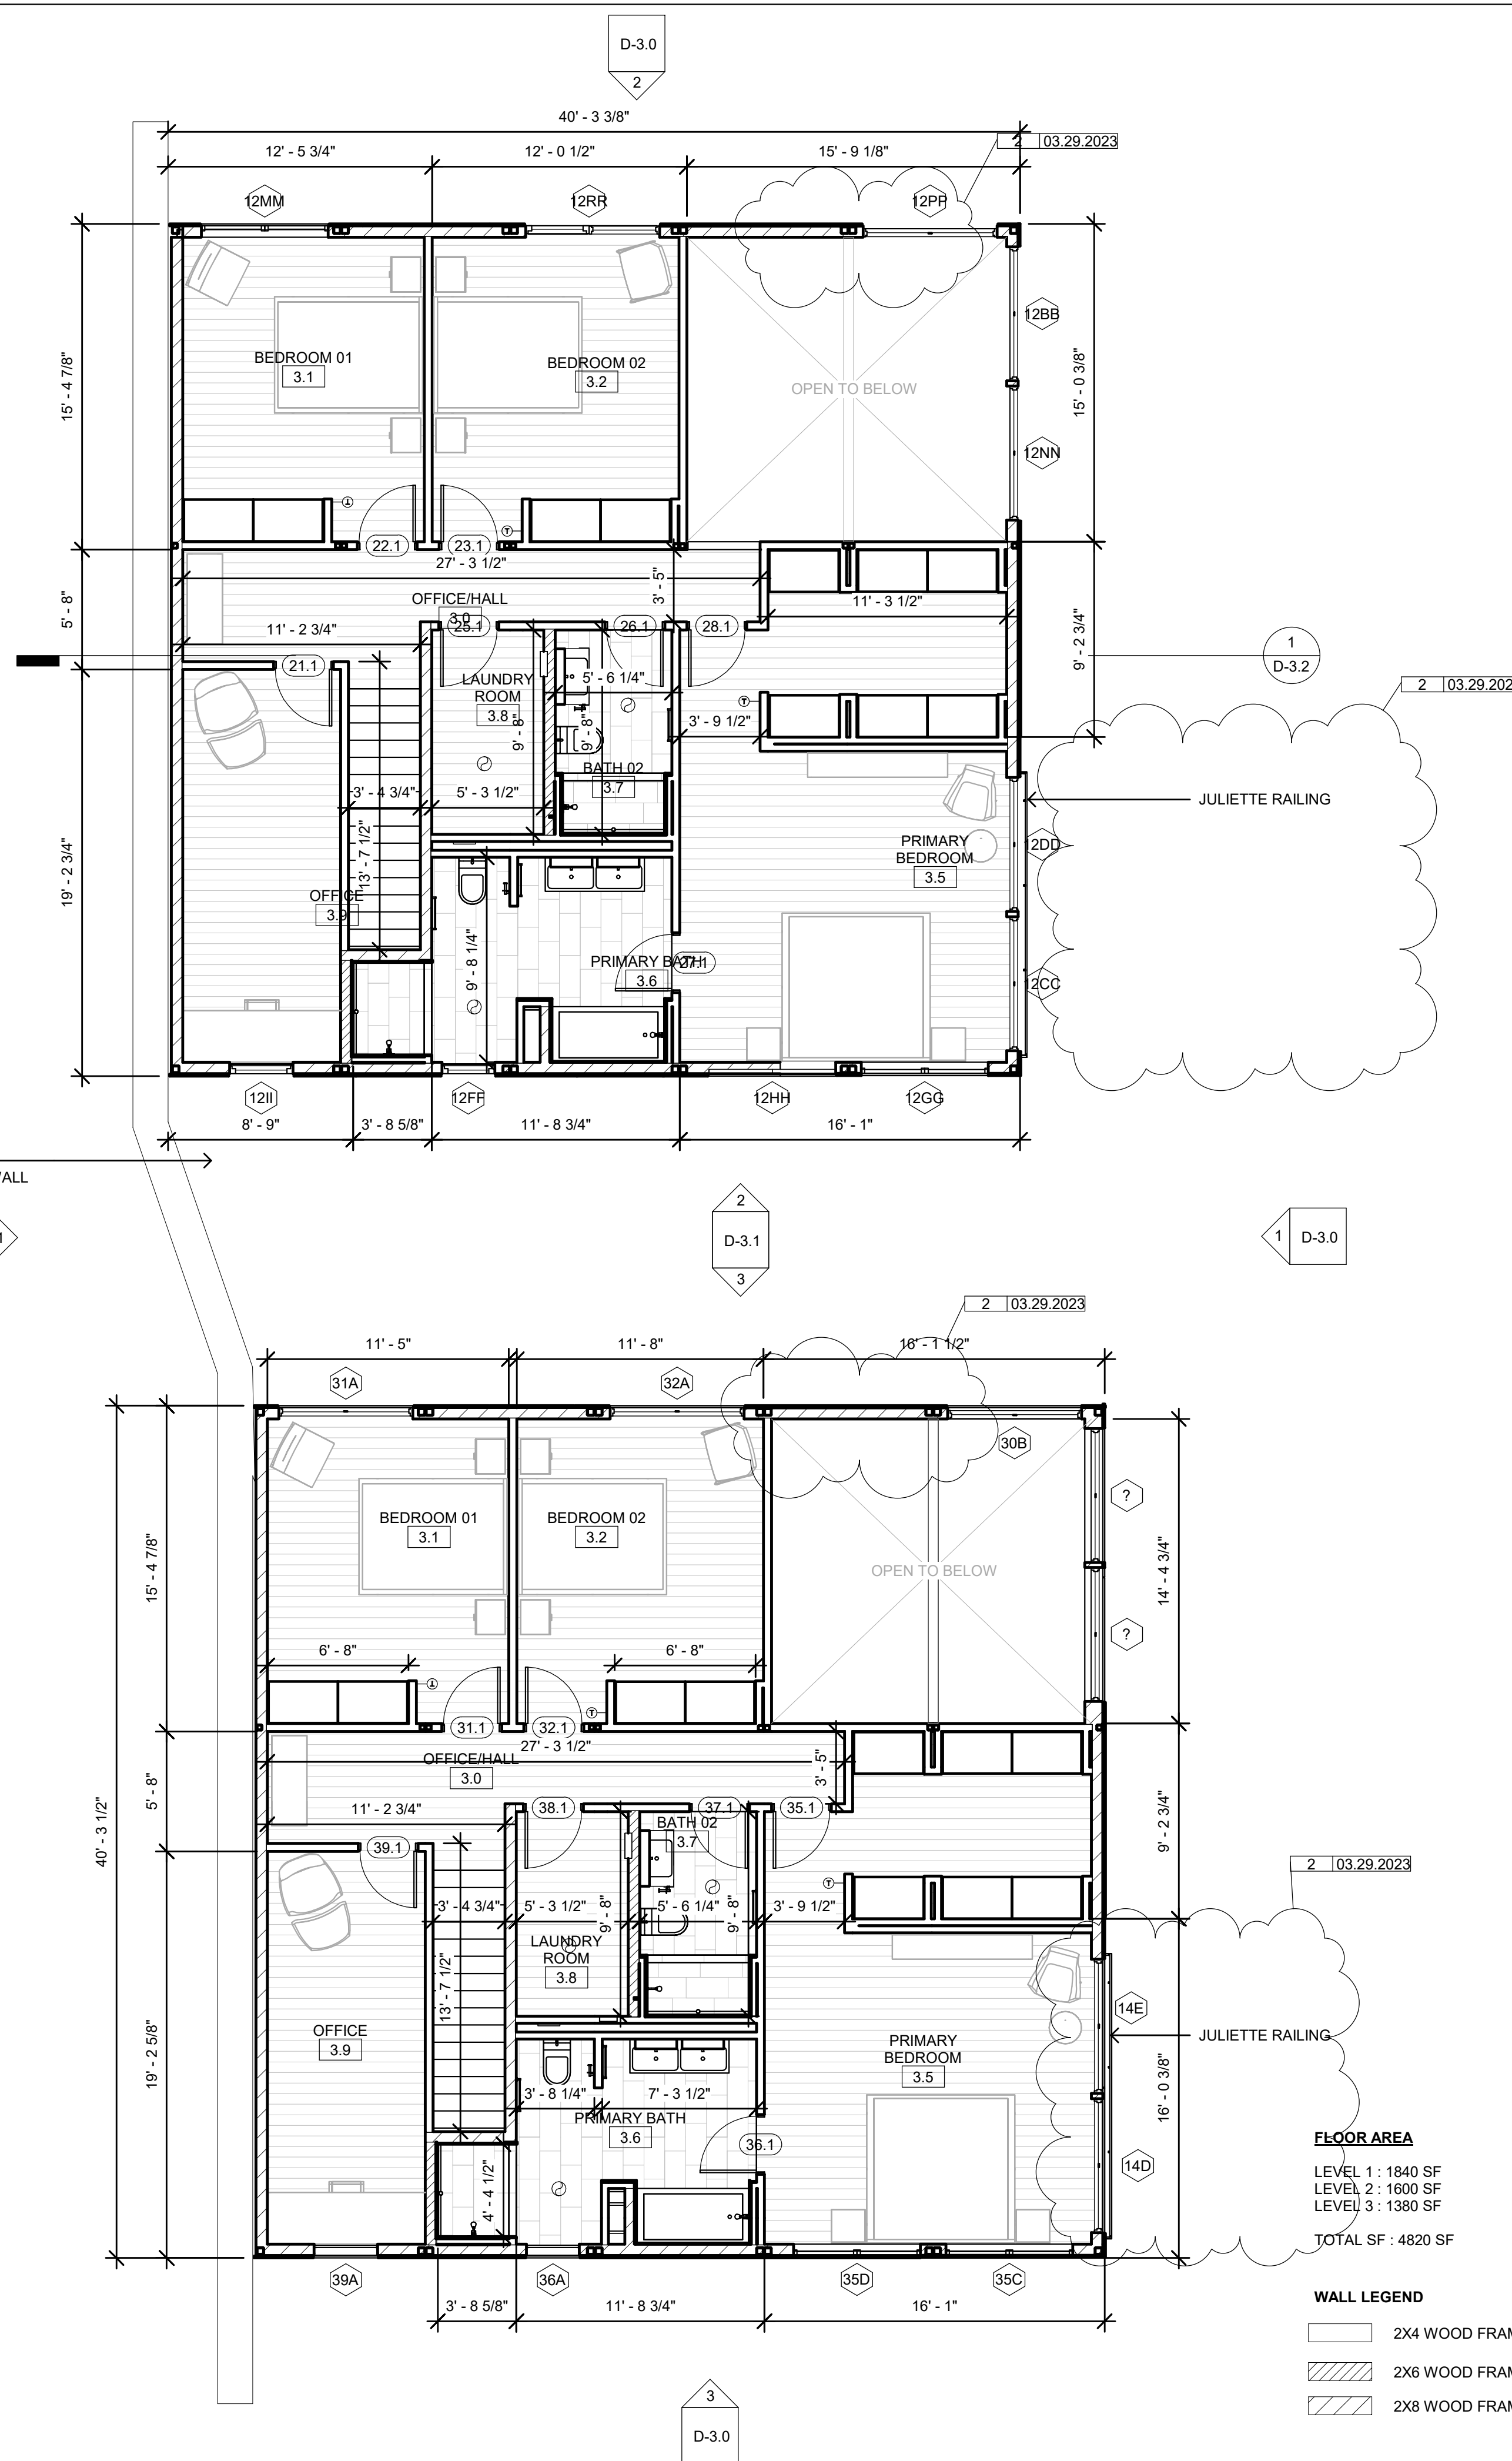 D-3.0
2
40' - 3 3/8"
2 03.29.2023
12' - 5 3/4"
12' - 0 1/2"
15' - 9 1/8"
12MM
12RR
12PP
12BB
15' - 4 7/8"
BEDROOM 01
3.1
BEDROOM 02
3.2
OPEN TO BELOW
15' - 0 3/8"
12NN
T
T
22.1
23.1
27' - 3 1/2"
3' - 5"
5' - 8"
OFFICE/HALL
3.0
25.1
26.1
28.1
11' - 3 1/2"
11' - 2 3/4"
9' - 2 3/4"
1
D-3.2
21.1
LAUNDRY
ROOM
3.8
5' - 6 1/4"
2 03.29.202
T
9' - 8"
9' - 8"
3' - 9 1/2"
BATH 02
3.7
3' - 4 3/4"
5' - 3 1/2"
JULIETTE RAILING
13' - 7 1/2"
PRIMARY
BEDROOM
3.5
12DD
19' - 2 3/4"
OFFICE
3.9
9' - 8 1/4"
PRIMARY BATH
3.6
27.1
12CC
12II
12FF
12HH
12GG
8' - 9"
3' - 8 5/8"
11' - 8 3/4"
16' - 1"
/ALL
2
D-3.1
3
1
D-3.0
2 03.29.2023
11' - 5"
11' - 8"
16' - 1 1/2"
31A
32A
30B
?
BEDROOM 01
3.1
BEDROOM 02
3.2
15' - 4 7/8"
OPEN TO BELOW
14' - 4 3/4"
?
6' - 8"
6' - 8"
T
T
31.1
32.1
27' - 3 1/2"
OFFICE/HALL
3.0
3' - 5"
5' - 8"
11' - 2 3/4"
38.1
37.1
35.1
BATH 02
3.7
39.1
40' - 3 1/2"
9' - 2 3/4"
2 03.29.2023
T
3' - 4 3/4"
5' - 3 1/2"
9' - 8"
5' - 6 1/4"
9' - 8"
3' - 9 1/2"
LAUNDRY
ROOM
3.8
13' - 7 1/2"
14E
OFFICE
3.9
19' - 2 5/8"
PRIMARY
BEDROOM
3.5
JULIETTE RAILING
3' - 8 1/4"
7' - 3 1/2"
16' - 0 3/8"
PRIMARY BATH
3.6
36.1
14D
4' - 4 1/2"
FLOOR AREA
LEVEL 1 : 1840 SF
LEVEL 2 : 1600 SF
LEVEL 3 : 1380 SF
TOTAL SF : 4820 SF
39A
36A
35D
35C
3' - 8 5/8"
11' - 8 3/4"
16' - 1"
WALL LEGEND
2X4 WOOD FRAM
2X6 WOOD FRAM
2X8 WOOD FRAM
3
D-3.0